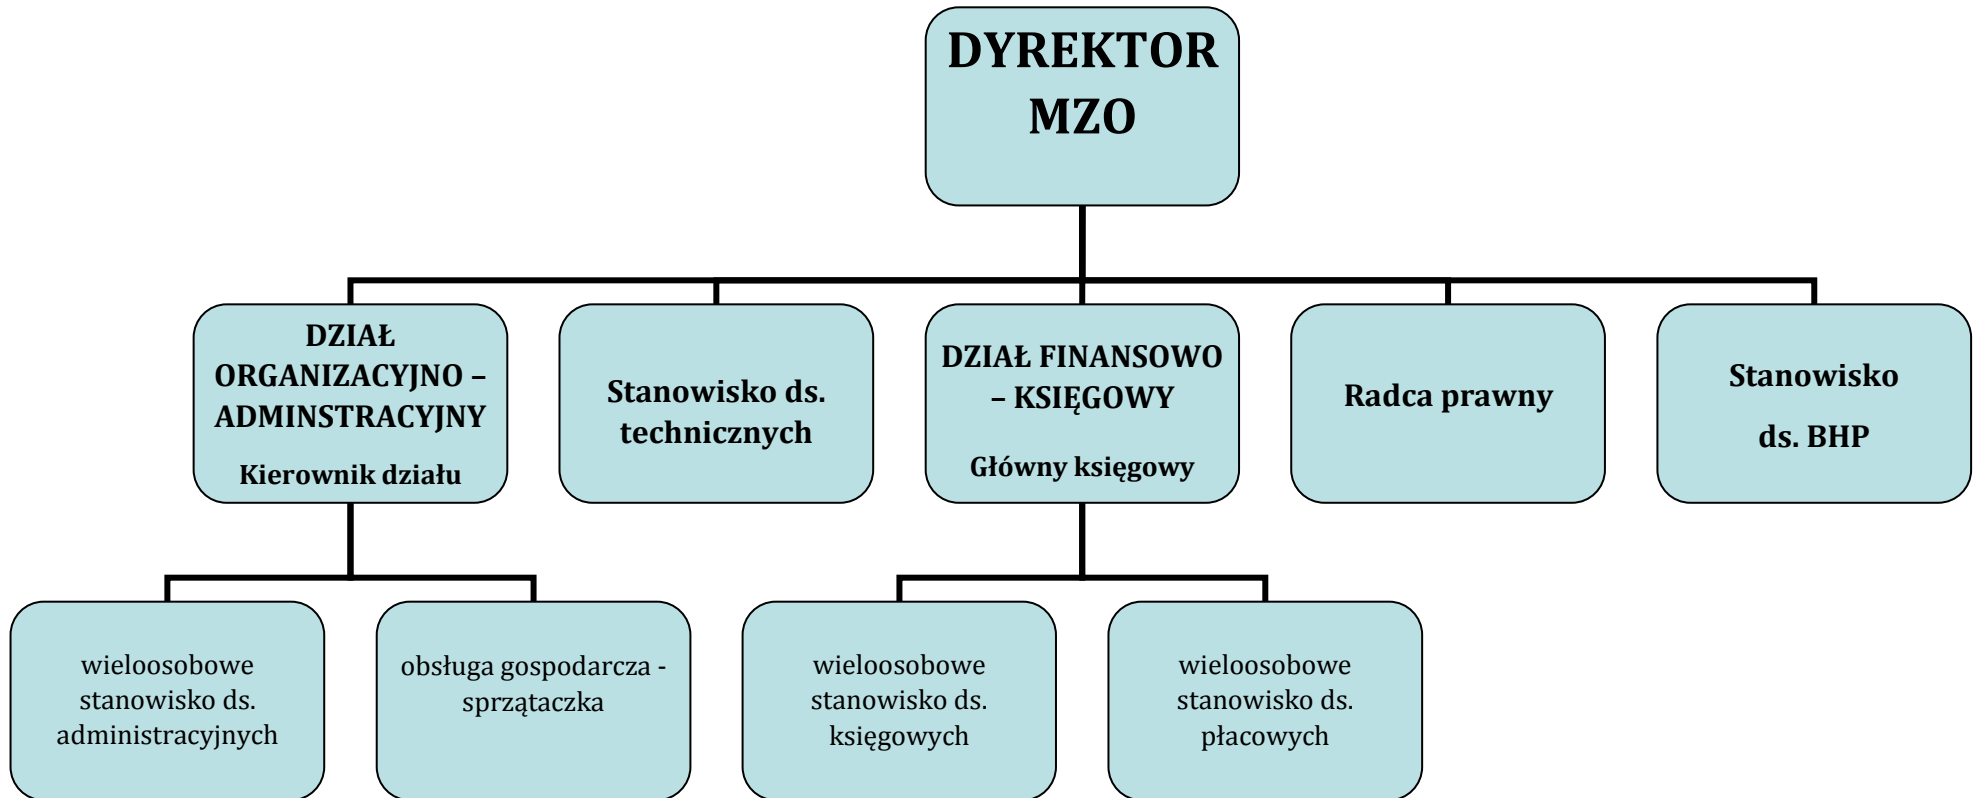 DYREKTOR
MZO
DZIAŁ
ORGANIZACYJNO –
ADMINSTRACYJNY
Kierownik działu
Stanowisko ds.
technicznych
DZIAŁ FINANSOWO
– KSIĘGOWY
Główny księgowy
Radca prawny
Stanowisko
ds. BHP
wieloosobowe
stanowisko ds.
administracyjnych
obsługa gospodarcza -
sprzątaczka
wieloosobowe
stanowisko ds.
księgowych
wieloosobowe
stanowisko ds.
płacowych